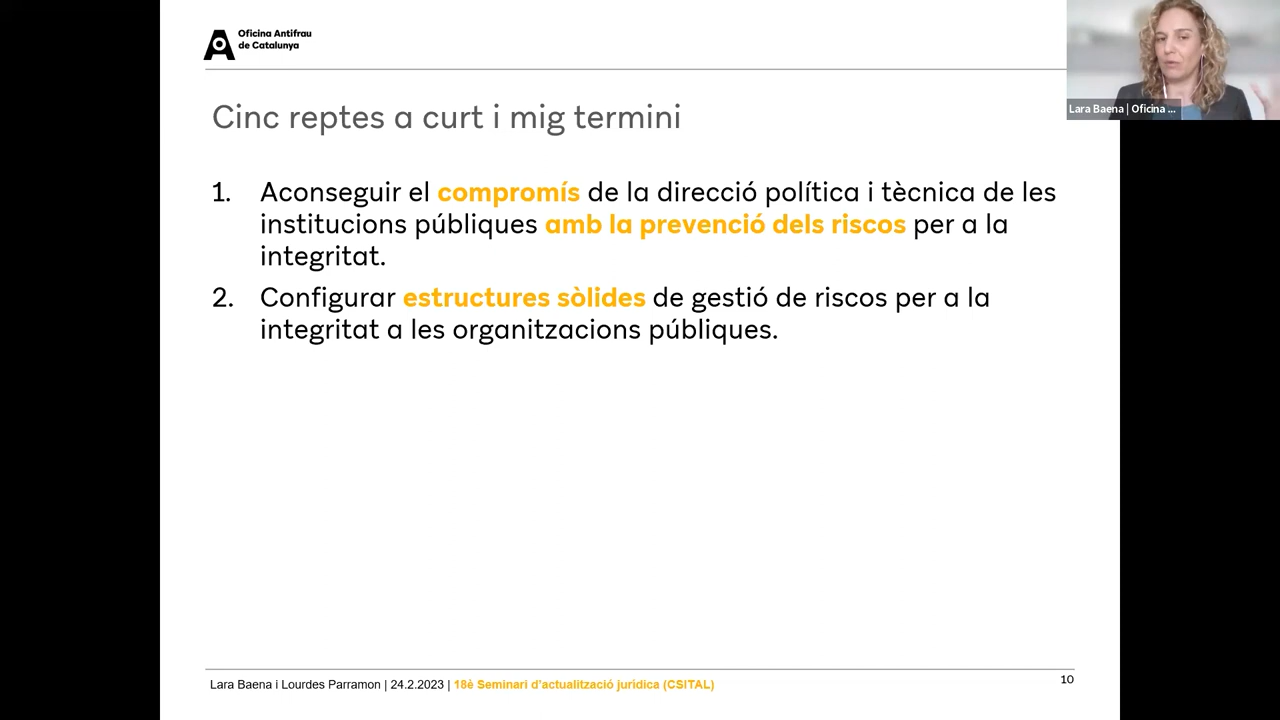 Oficina Antifrau
de Catalunya
Lara Baena | Oficina ...
Cinc reptes a curt i mig termini
1. Aconseguir el compromís de la direcció política i tècnica de les
institucions públiques amb la prevenció dels riscos per a la
integritat.
2. Configurar estructures sòlides de gestió de riscos per a la
integritat a les organitzacions públiques.
Lara Baena i Lourdes Parramon | 24.2.2023 | 18è Seminari d'actualització jurídica (CSITAL)
10